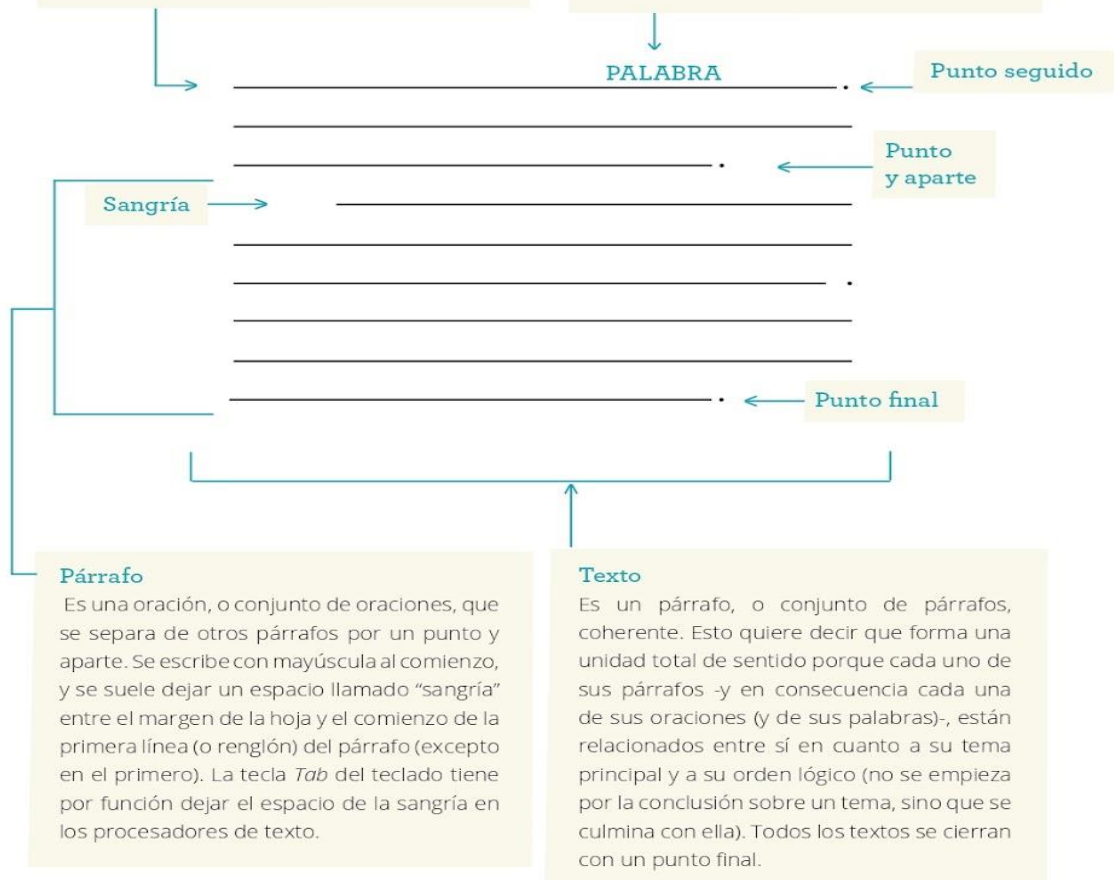 PALABRA
Punto seguido
Punto
y aparte
Sangría
Punto final
Párrafo
Es una oración, o conjunto de oraciones, que
se separa de otros párrafos por un punto y
aparte. Se escribe con mayúscula al comienzo,
y se suele dejar un espacio llamado “sangría”
entre el margen de la hoja y el comienzo de la
primera línea (o renglón) del párrafo (excepto
en el primero). La tecla Tab del teclado tiene
por función dejar el espacio de la sangría en
los procesadores de texto.
Texto
Es un párrafo, o conjunto de párrafos,
coherente. Esto quiere decir que forma una
unidad total de sentido porque cada uno de
sus párrafos -y en consecuencia cada una
de sus oraciones (y de sus palabras)-, están
relacionados entre sí en cuanto a su tema
principal y a su orden lógico (no se empieza
por la conclusión sobre un tema, sino que se
culmina con ella). Todos los textos se cierran
con un punto final.